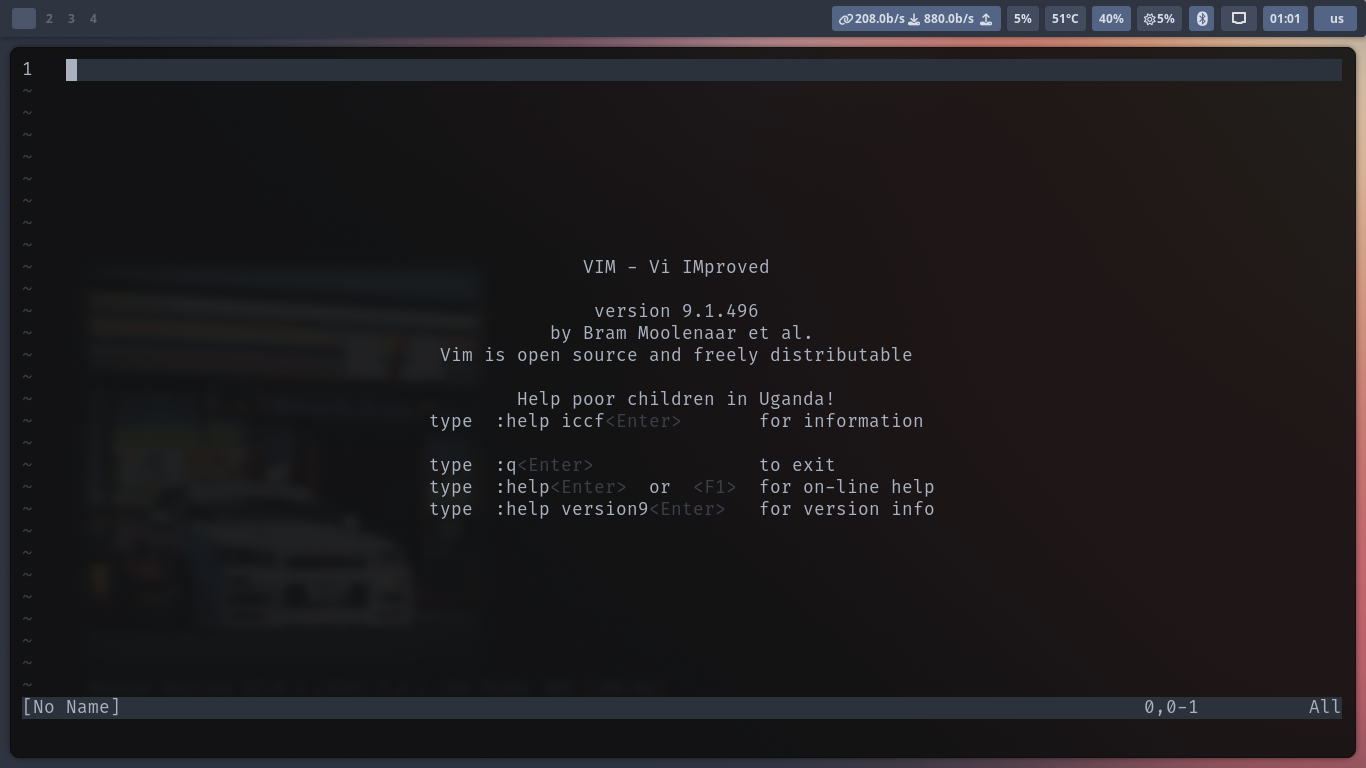 2 3 4 208.0b/s 880.0b/s 5% 51°C 40% 5% 01:01 us
1
~
~
~
~
~
~
~
~
~ VIM - Vi IMproved
~
~ version 9.1.496
~ by Bram Moolenaar et al.
~ Vim is open source and freely distributable
~
~ Help poor children in Uganda!
~ type :help iccf<Enter> for information
~
~ type :q<Enter> to exit
~ type :help<Enter> or <F1> for on-line help
~ type :help version9<Enter> for version info
~
~
~
~
~
~
~
~
[No Name] 0,0-1 All